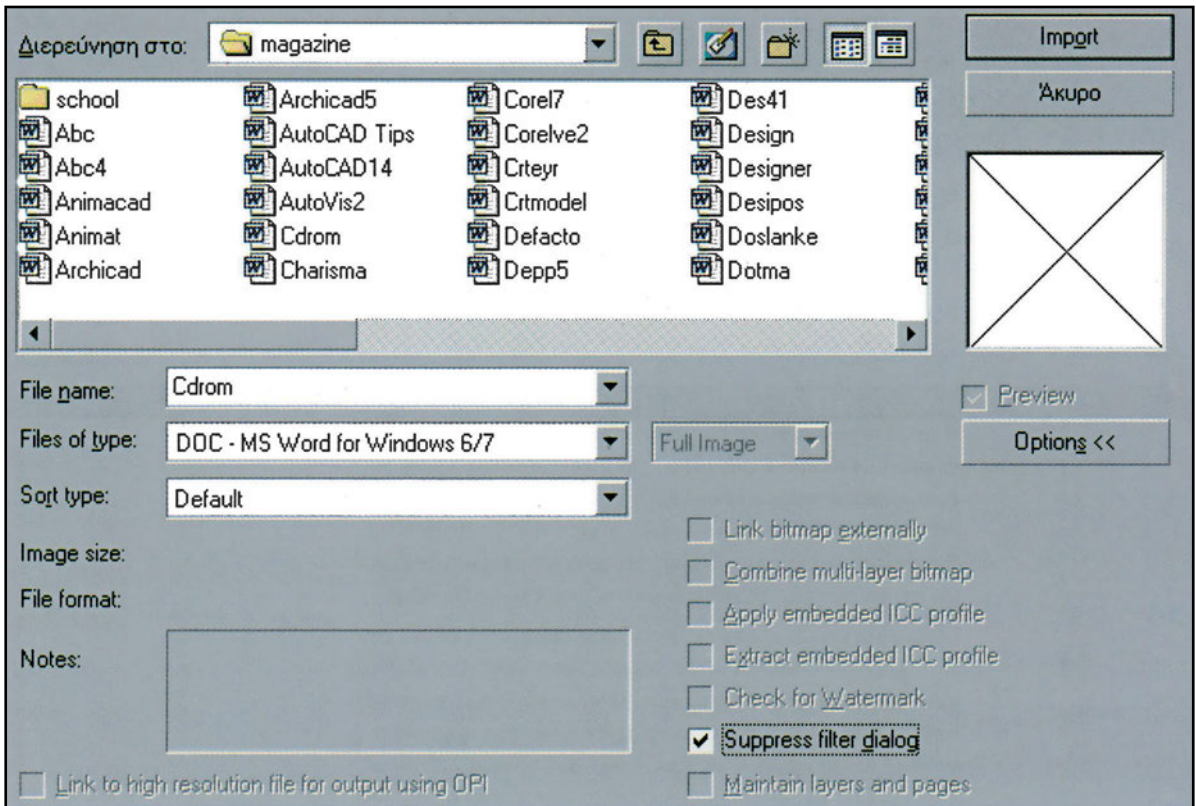 Διερεύνηση στο: magazine
Import
Άκυρο
school Archicad5 Corel7 Des41
Abc AutoCAD Tips Corelve2 Design
Abc4 AutoCAD14 Crteyr Designer
Animacad AutoVis2 Crtmodel Desipos
Animat Cdrom Defacto Doslanke
Archicad Charisma Depp5 Dotma
File name: Cdrom
Preview
Files of type: DOC - MS Word for Windows 6/7 Full Image Options <<
Sort type: Default
Image size:
File format:
Notes:
Link bitmap externally
Combine multi-layer bitmap
Apply embedded ICC profile
Extract embedded ICC profile
Check for Watermark
Suppress filter dialog
Link to high resolution file for output using OPI
Maintain layers and pages